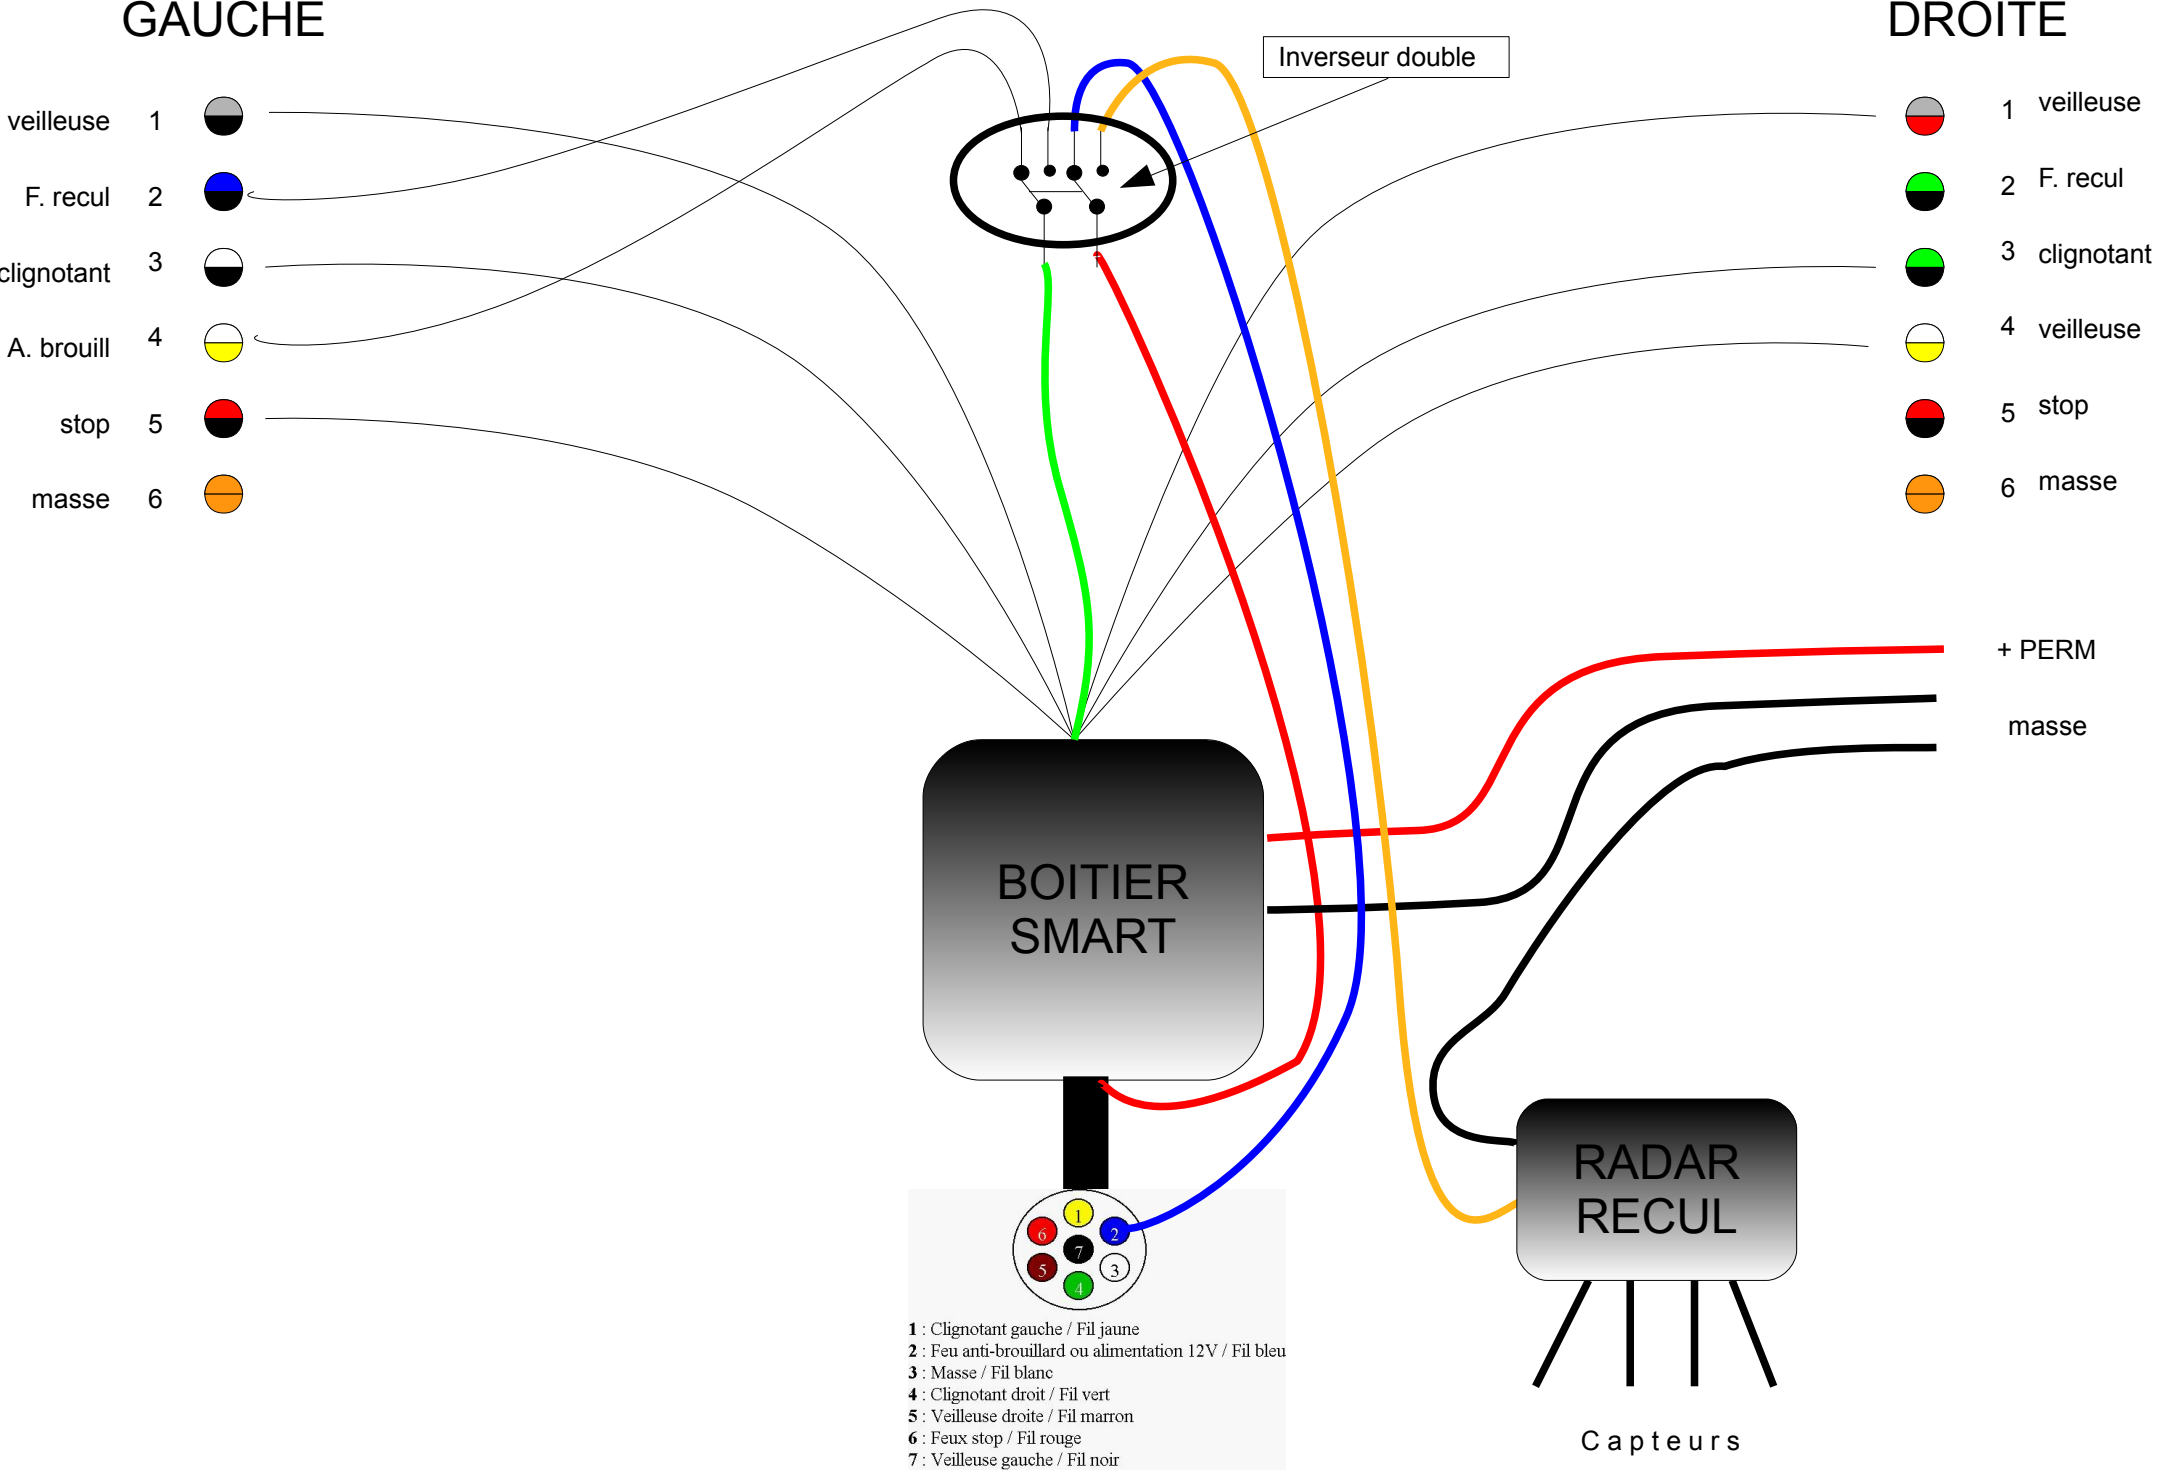 GAUCHE
veilleuse 1
F. recul 2
clignotant 3
A. brouill 4
stop 5
masse 6
Inverseur double
DROITE
1 veilleuse
2 F. recul
3 clignotant
4 veilleuse
5 stop
6 masse
+ PERM
masse
BOITIER
SMART
RADAR
RECUL
Capteurs
1
6 2
7
5 3
4
1 : Clignotant gauche / Fil jaune
2 : Feu anti-brouillard ou alimentation 12V / Fil bleu
3 : Masse / Fil blanc
4 : Clignotant droit / Fil vert
5 : Veilleuse droite / Fil marron
6 : Feux stop / Fil rouge
7 : Veilleuse gauche / Fil noir